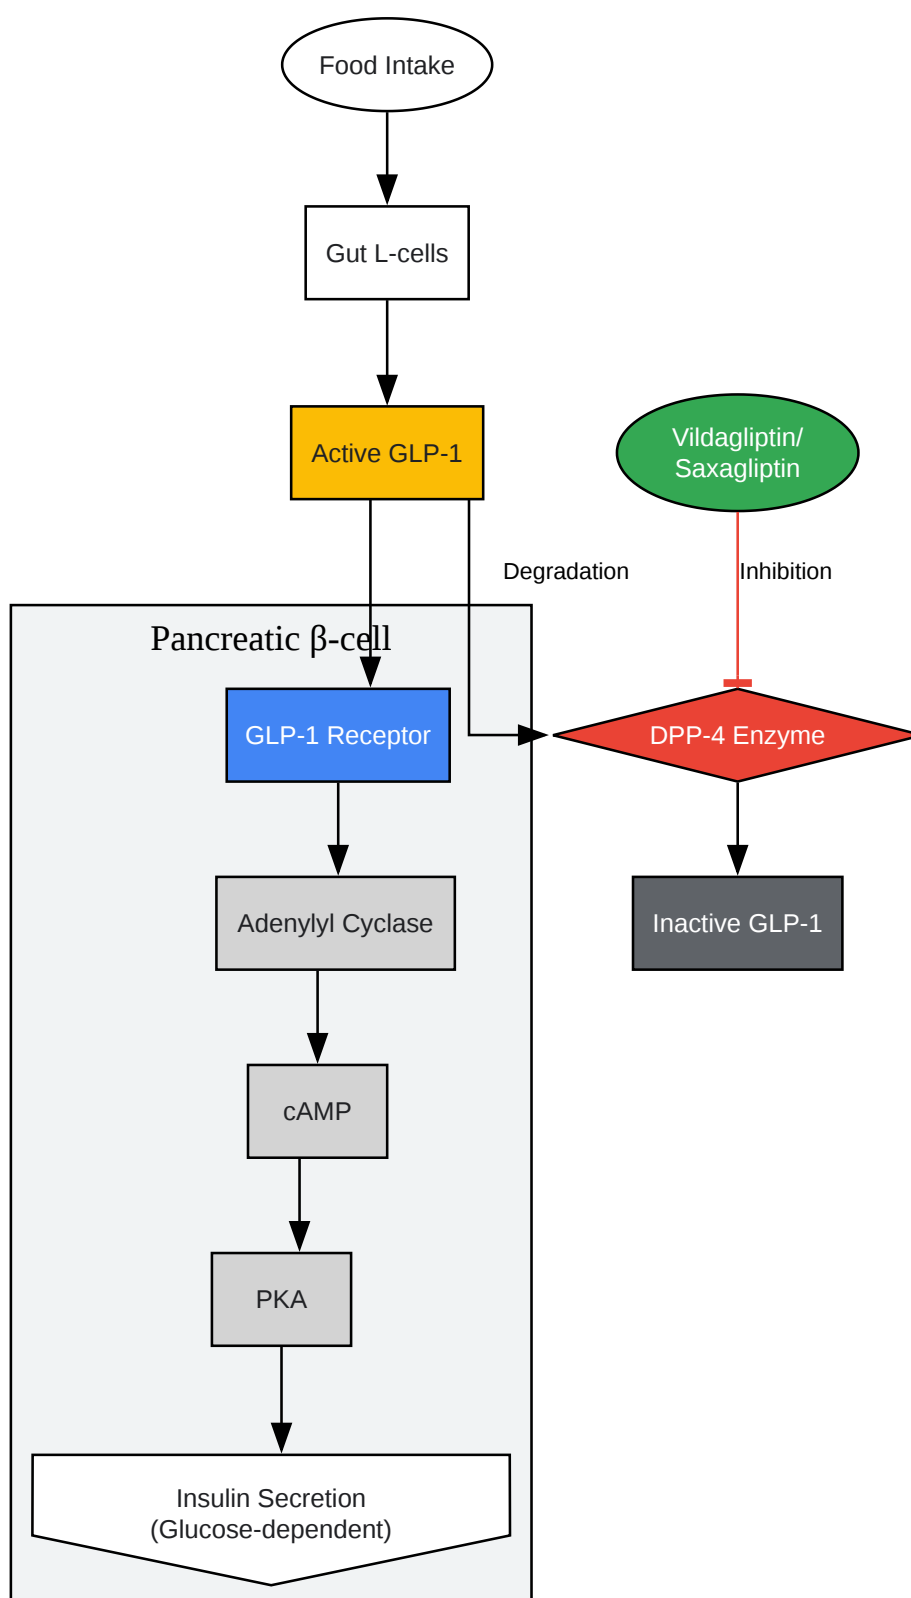 Food Intake
Gut L-cells
Active GLP-1
Vildagliptin/
Saxagliptin
Degradation
Inhibition
Pancreatic β-cell
GLP-1 Receptor
DPP-4 Enzyme
Adenylyl Cyclase
Inactive GLP-1
cAMP
PKA
Insulin Secretion
(Glucose-dependent)